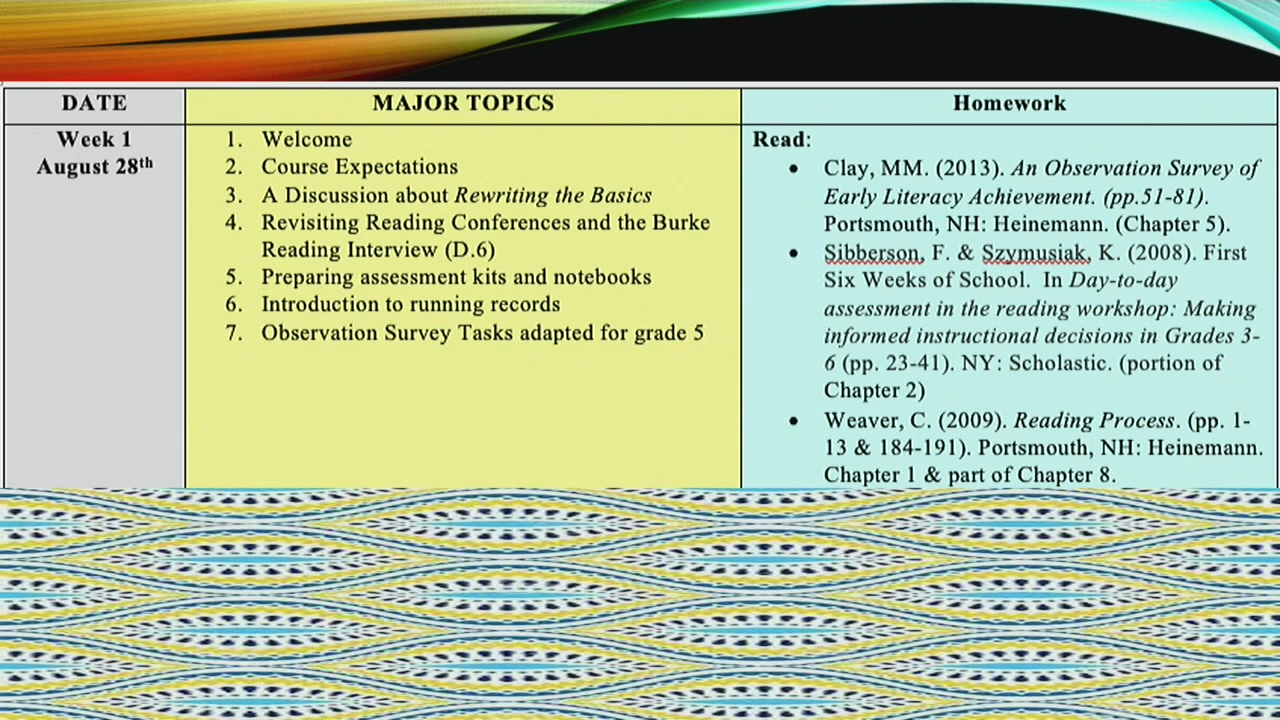 DATE
MAJOR TOPICS
Homework
Week 1
August 28th
1. Welcome
2. Course Expectations
3. A Discussion about Rewriting the Basics
4. Revisiting Reading Conferences and the Burke
Reading Interview (D.6)
5. Preparing assessment kits and notebooks
6. Introduction to running records
7. Observation Survey Tasks adapted for grade 5
Read:
• Clay, MM. (2013). An Observation Survey of
Early Literacy Achievement. (pp.51-81).
Portsmouth, NH: Heinemann. (Chapter 5).
• Sibberson, F. & Szymusiak, K. (2008). First
Six Weeks of School. In Day-to-day
assessment in the reading workshop: Making
informed instructional decisions in Grades 3-
6 (pp. 23-41). NY: Scholastic. (portion of
Chapter 2)
• Weaver, C. (2009). Reading Process. (pp. 1-
13 & 184-191). Portsmouth, NH: Heinemann.
Chapter 1 & part of Chapter 8.